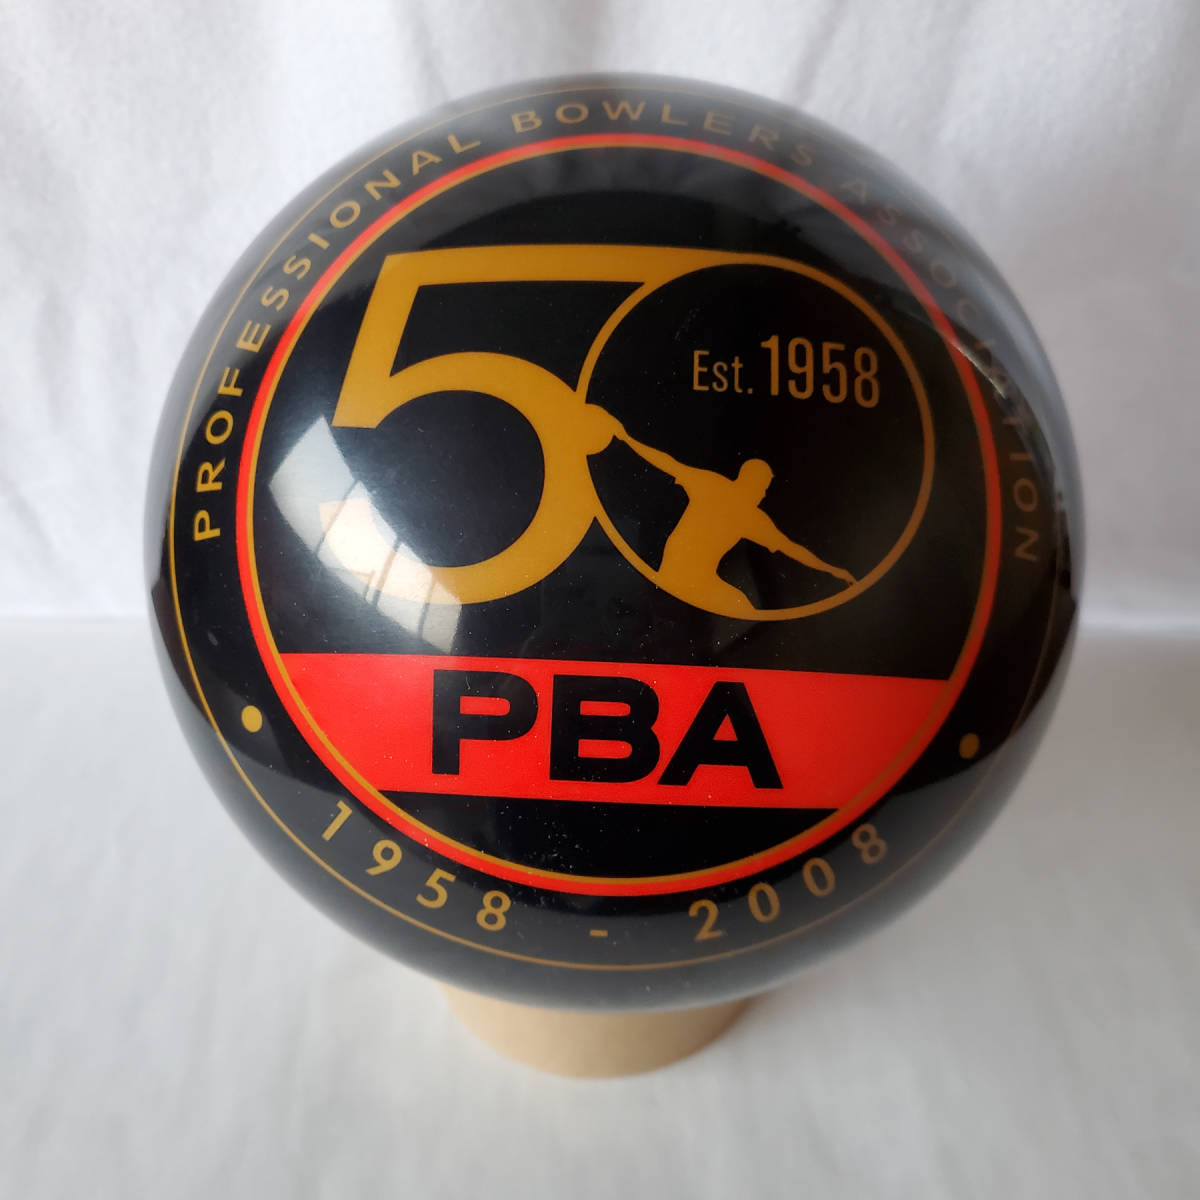 PROFESSIONAL BOWLERS ASSOCIATION
50
Est. 1958
PBA
1958 - 2008